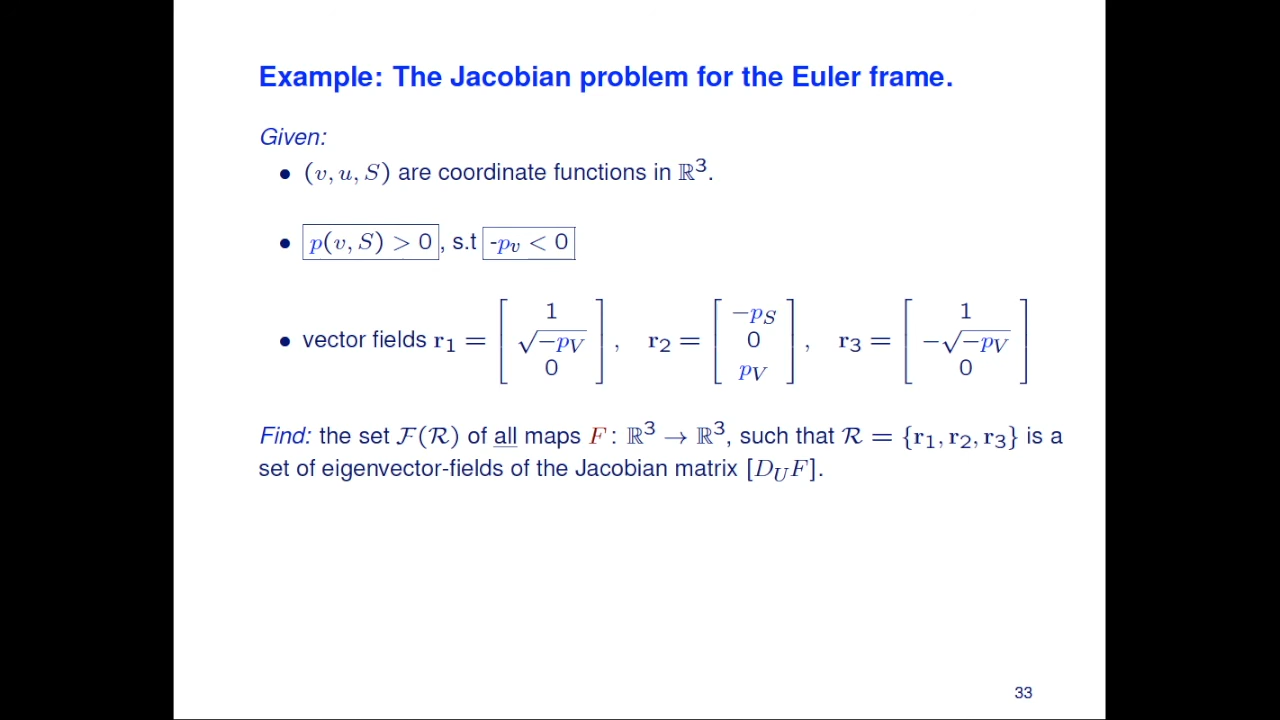 Example: The Jacobian problem for the Euler frame.
Given:
• (v, u, S) are coordinate functions in ℝ³.
• p(v, S) > 0, s.t -pᵥ < 0
• vector fields r₁ = [1, √−p_V, 0], r₂ = [−p_S, 0, p_V], r₃ = [1, −√−p_V, 0]
Find: the set ℱ(ℛ) of all maps F: ℝ³ → ℝ³, such that ℛ = {r₁, r₂, r₃} is a
set of eigenvector-fields of the Jacobian matrix [D_U F].
33